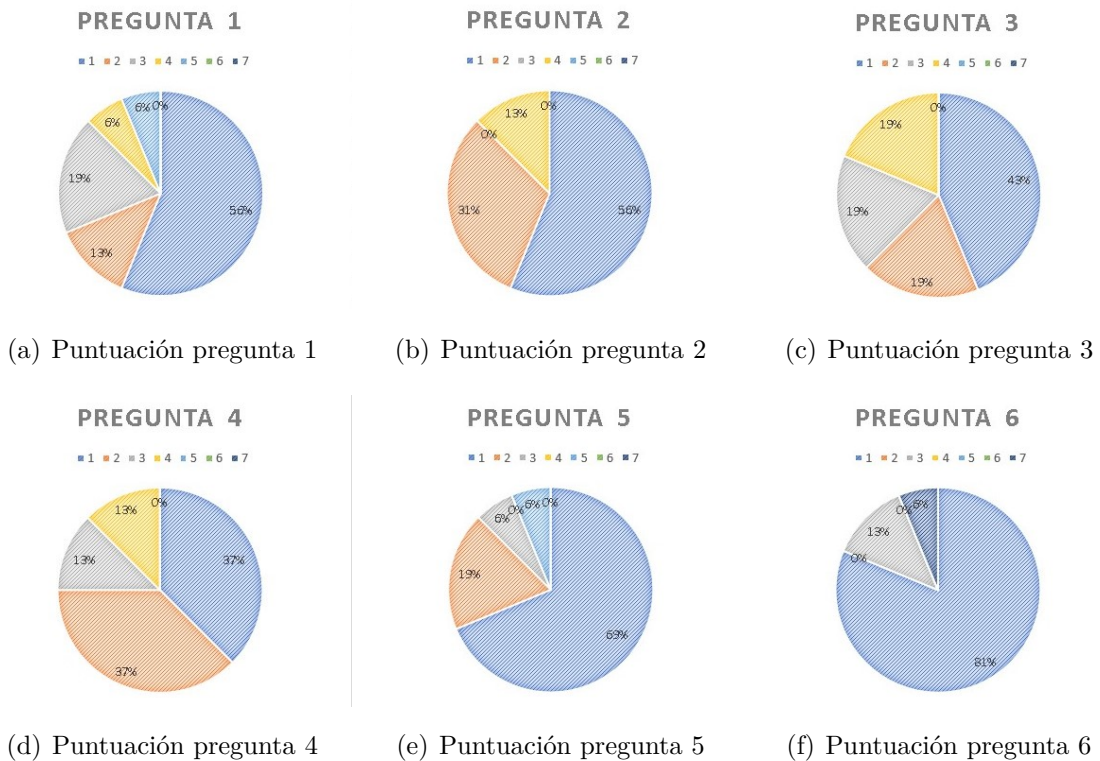 PREGUNTA 1
1 2 3 4 5 6 7
6% 0%
6%
19%
56%
13%
(a) Puntuación pregunta 1
PREGUNTA 2
1 2 3 4 5 6 7
0%
13%
0%
31%
56%
(b) Puntuación pregunta 2
PREGUNTA 3
1 2 3 4 5 6 7
0%
19%
43%
19%
19%
(c) Puntuación pregunta 3
PREGUNTA 4
1 2 3 4 5 6 7
0%
13%
13%
37%
37%
(d) Puntuación pregunta 4
PREGUNTA 5
1 2 3 4 5 6 7
6% 0%
0%
6%
19%
69%
(e) Puntuación pregunta 5
PREGUNTA 6
1 2 3 4 5 6 7
0% 6%
13%
0%
81%
(f) Puntuación pregunta 6